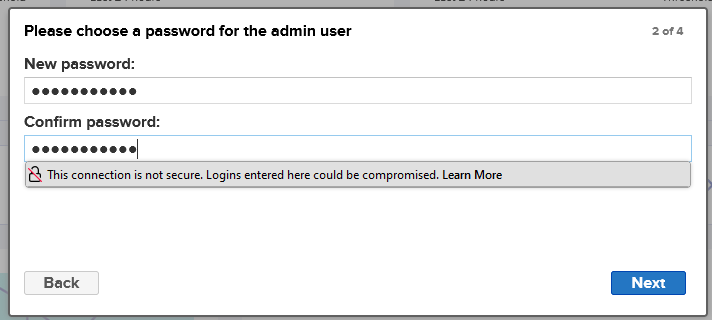 Please choose a password for the admin user
2 of 4
New password:
●●●●●●●●●●●
Confirm password:
●●●●●●●●●●●
This connection is not secure. Logins entered here could be compromised. Learn More
Back
Next